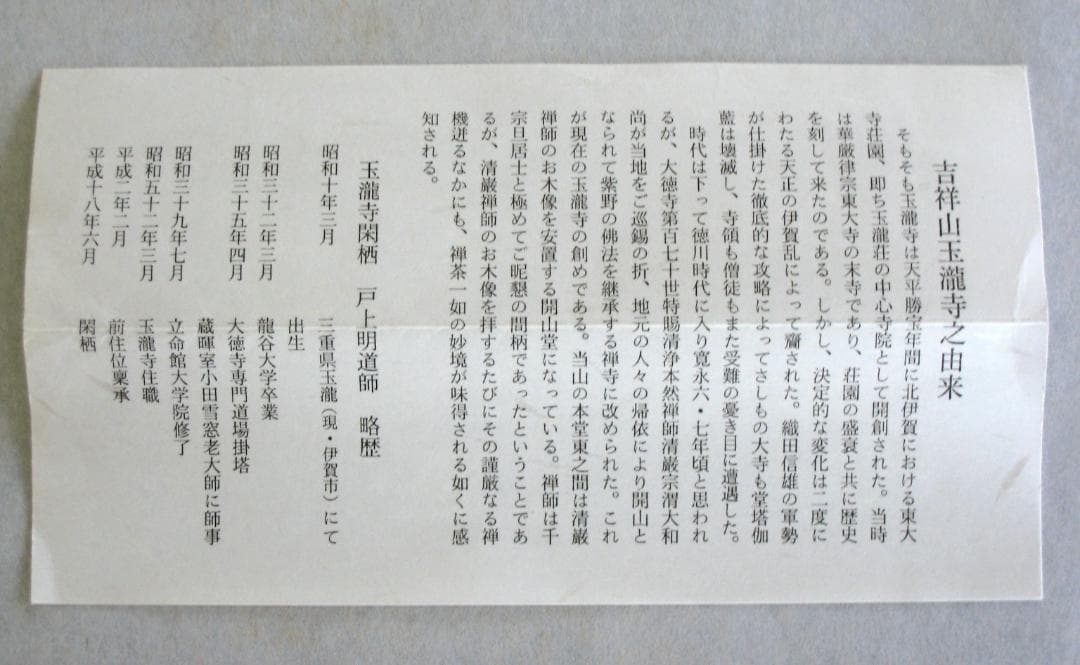 吉祥山玉瀧寺之由来
そもそも玉瀧寺は天平勝宝年間に北伊賀における東大
寺荘園、即ち玉瀧荘の中心寺院として開創された。当時
は華厳律宗東大寺の末寺であり、荘園の盛衰と共に歴史
を刻して来たのである。しかし、決定的な変化は二度に
わたる天正の伊賀乱によって齎された。織田信雄の軍勢
が仕掛けた徹底的な攻略によってさしもの大寺も堂塔伽
藍は壊滅し、寺領も僧徒もまた受難の憂き目に遭遇した。
時代は下って徳川時代に入り寛永六・七年頃と思われ
るが、大徳寺第百七十世特賜清浄本然禅師清巌宗渭大和
尚が当地をご巡錫の折、地元の人々の帰依により開山と
なられて紫野の佛法を継承する禅寺に改められた。これ
が現在の玉瀧寺の創めである。当山の本堂東之間は清巌
禅師のお木像を安置する開山堂になっている。禅師は千
宗旦居士と極めてご昵懇の間柄であったということであ
るが、清巌禅師のお木像を拝するたびにその謹厳なる禅
機迸るなかにも、禅茶一如の妙境が味得される如くに感
知される。
玉瀧寺閑栖 戸上明道師 略歴
昭和十年三月 三重県玉瀧（現・伊賀市）にて
出生
昭和三十二年三月 龍谷大学卒業
昭和三十五年四月 大徳寺専門道場掛塔
蔵暉室小田雪窓老大師に師事
昭和三十九年七月 立命館大学院修了
昭和五十二年三月 玉瀧寺住職
平成二年二月 前住位稟承
平成十八年六月 閑栖